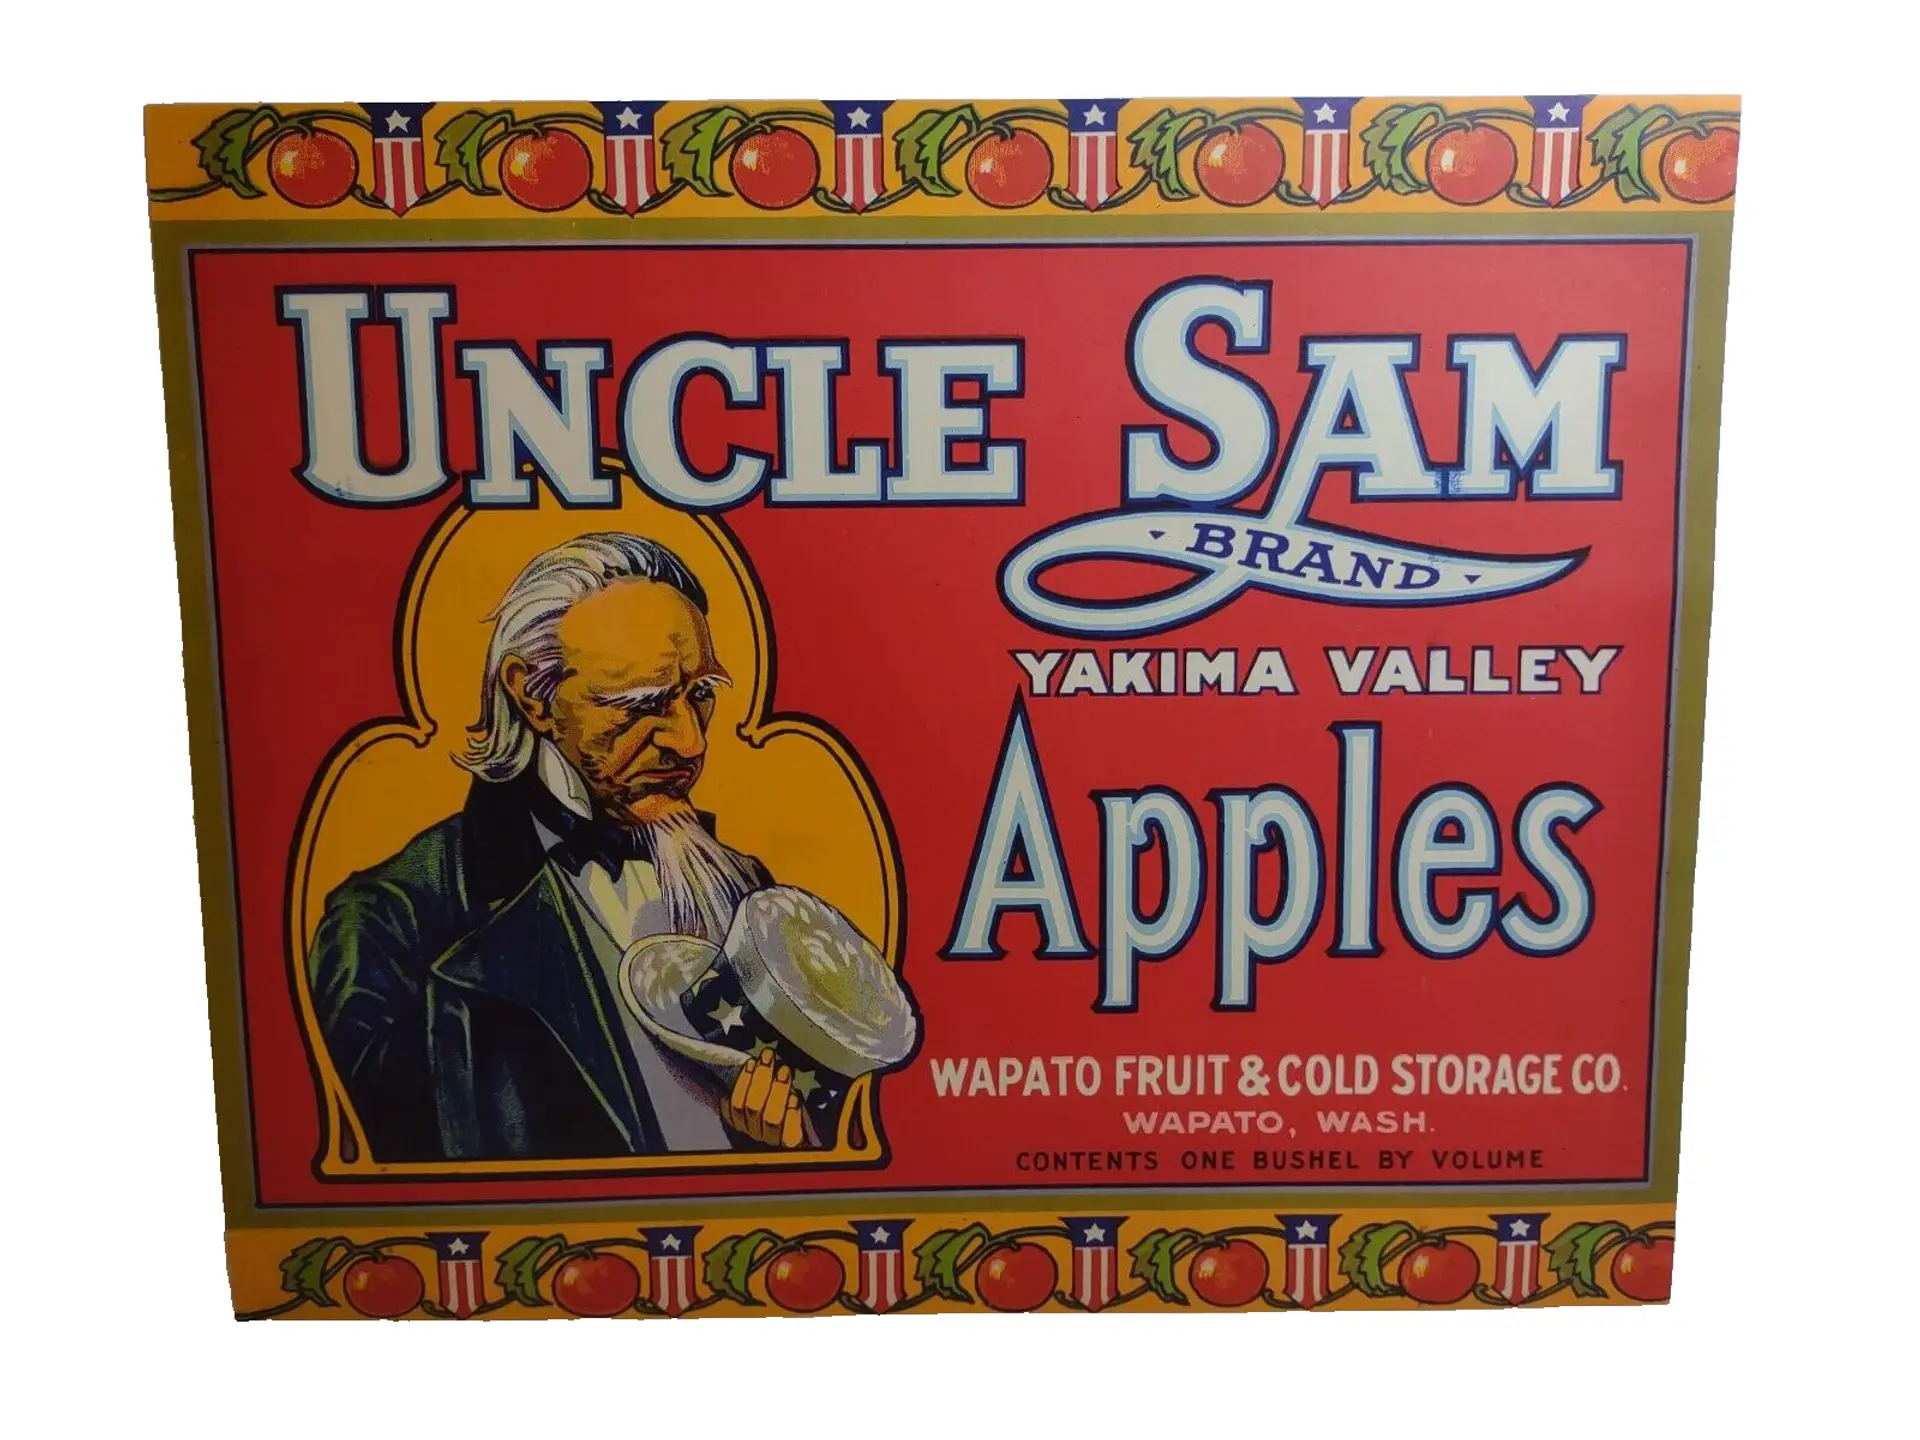 UNCLE SAM
BRAND
YAKIMA VALLEY
Apples
WAPATO FRUIT & COLD STORAGE CO.
WAPATO, WASH.
CONTENTS ONE BUSHEL BY VOLUME